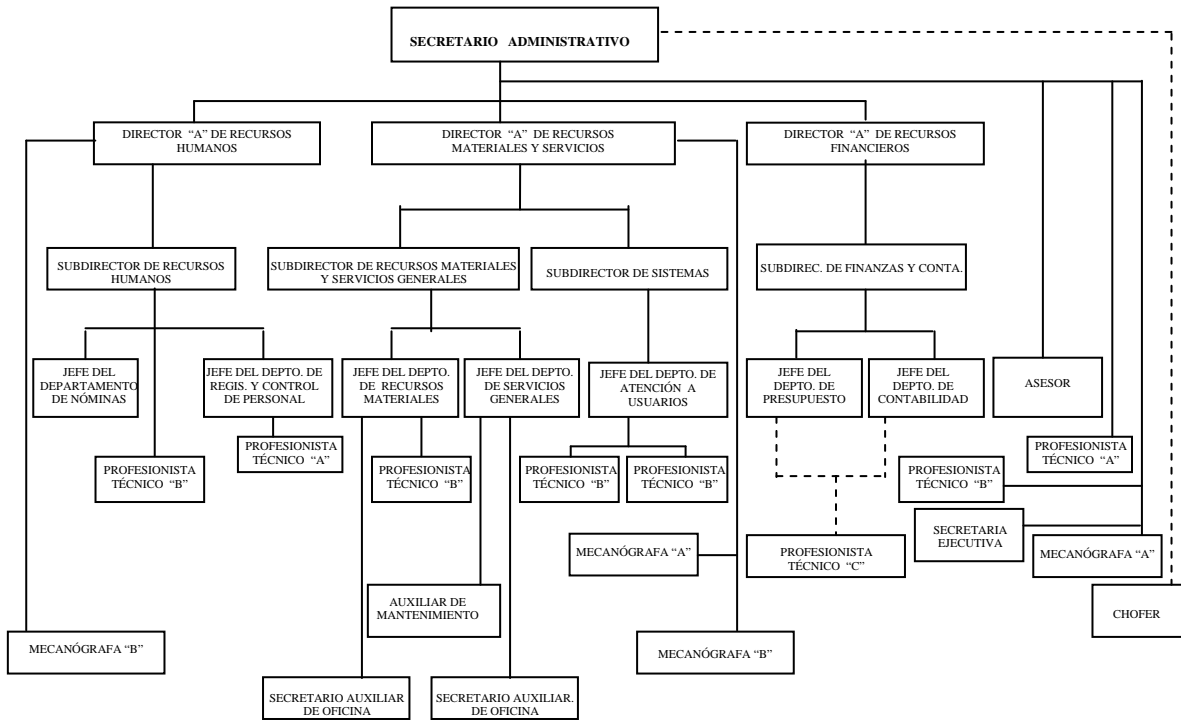 SECRETARIO ADMINISTRATIVO
DIRECTOR “A” DE RECURSOS
HUMANOS
DIRECTOR “A” DE RECURSOS
MATERIALES Y SERVICIOS
DIRECTOR “A” DE RECURSOS
FINANCIEROS
SUBDIRECTOR DE RECURSOS
HUMANOS
SUBDIRECTOR DE RECURSOS MATERIALES
Y SERVICIOS GENERALES
SUBDIRECTOR DE SISTEMAS
SUBDIREC. DE FINANZAS Y CONTA.
JEFE DEL
DEPARTAMENTO
DE NÓMINAS
JEFE DEL DEPTO. DE
REGIS. Y CONTROL
DE PERSONAL
JEFE DEL DEPTO.
DE RECURSOS
MATERIALES
JEFE DEL DEPTO.
DE SERVICIOS
GENERALES
JEFE DEL DEPTO. DE
ATENCIÓN A
USUARIOS
JEFE DEL
DEPTO. DE
PRESUPUESTO
JEFE DEL
DEPTO. DE
CONTABILIDAD
ASESOR
PROFESIONISTA
TÉCNICO “B”
PROFESIONISTA
TÉCNICO “A”
PROFESIONISTA
TÉCNICO “B”
PROFESIONISTA
TÉCNICO “B”
PROFESIONISTA
TÉCNICO “B”
PROFESIONISTA
TÉCNICO “B”
PROFESIONISTA
TÉCNICO “A”
SECRETARIA
EJECUTIVA
MECANÓGRAFA “A”
PROFESIONISTA
TÉCNICO “C”
MECANÓGRAFA “A”
AUXILIAR DE
MANTENIMIENTO
CHOFER
MECANÓGRAFA “B”
MECANÓGRAFA “B”
SECRETARIO AUXILIAR
DE OFICINA
SECRETARIO AUXILIAR.
DE OFICINA